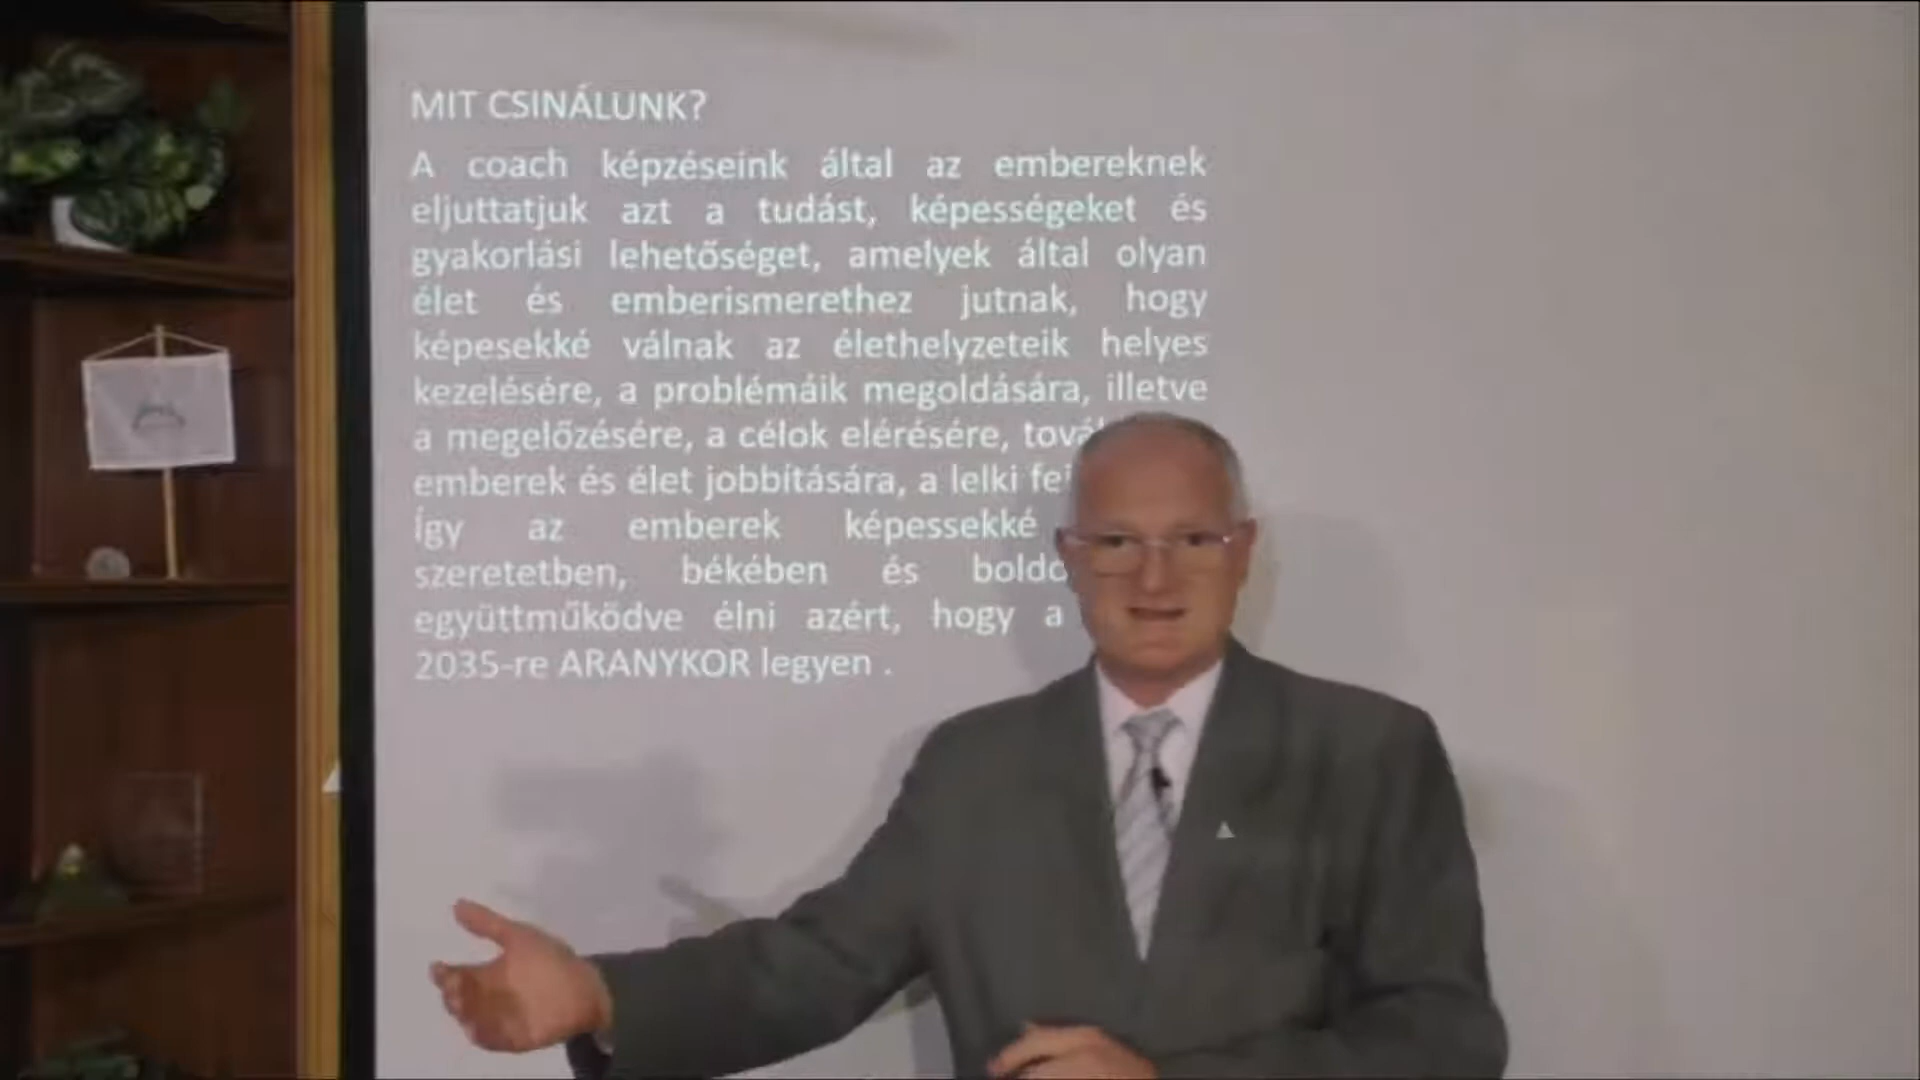 MIT CSINÁLUNK?
A coach képzéseink által az embereknek
eljuttatjuk azt a tudást, képességeket és
gyakorlási lehetőséget, amelyek által olyan
élet és emberismerethez jutnak, hogy
képesekké válnak az élethelyzeteik helyes
kezelésére, a problémáik megoldására, illetve
a megelőzésére, a célok elérésére,
emberek és élet jobbítására, a lelki
Így az emberek képessekké
szeretetben, békében és
együttműködve élni azért, hogy a
2035-re ARANYKOR legyen .